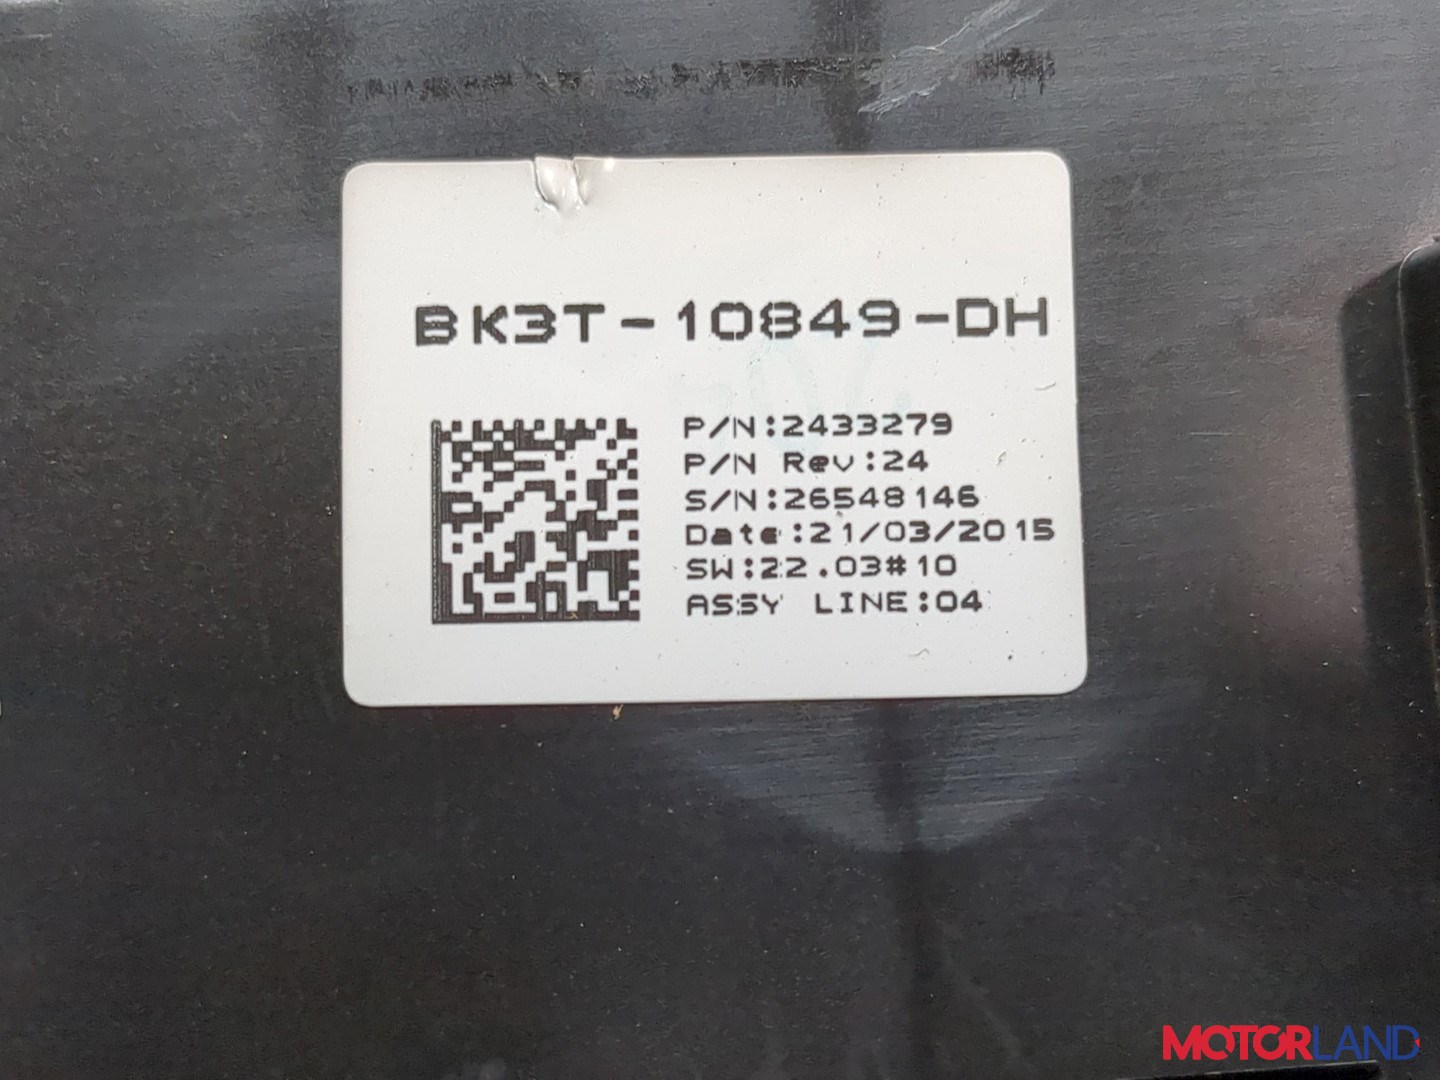 BK3T-10849-DH
P/N:2433279
P/N Rev:24
S/N:26548146
Date:21/03/2015
SW:22.03#10
ASSY LINE:04
MOTORLAND